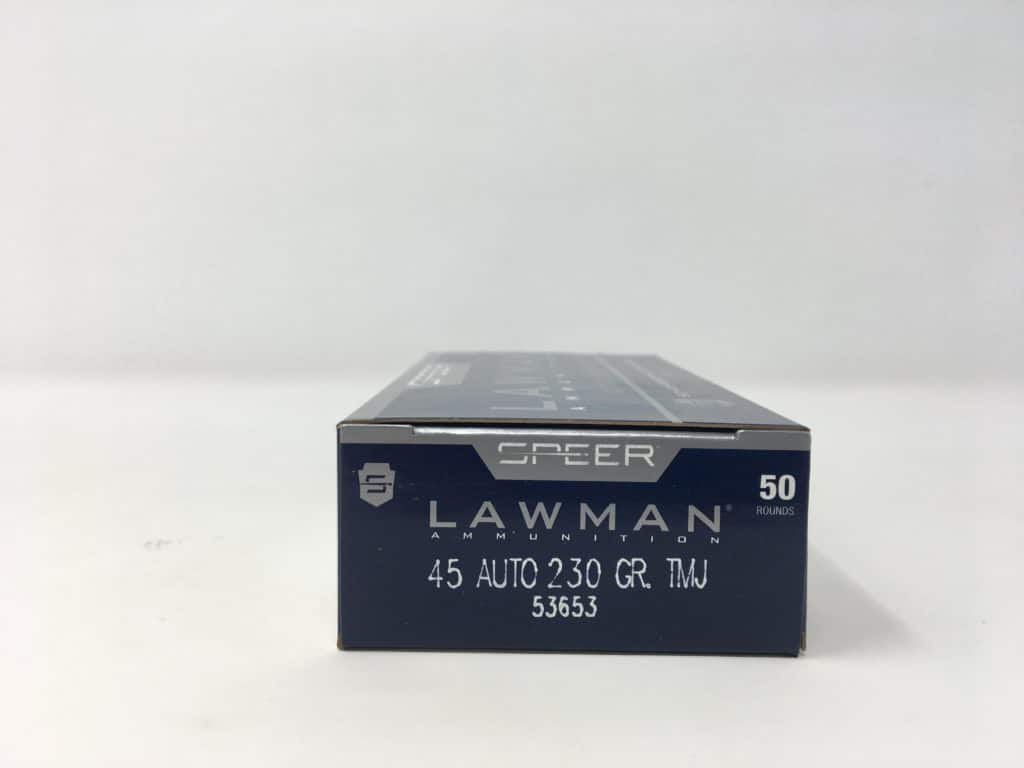 SPEER
LAWMAN®
AMMUNITION
50
ROUNDS
45 AUTO 230 GR. TMJ
53653